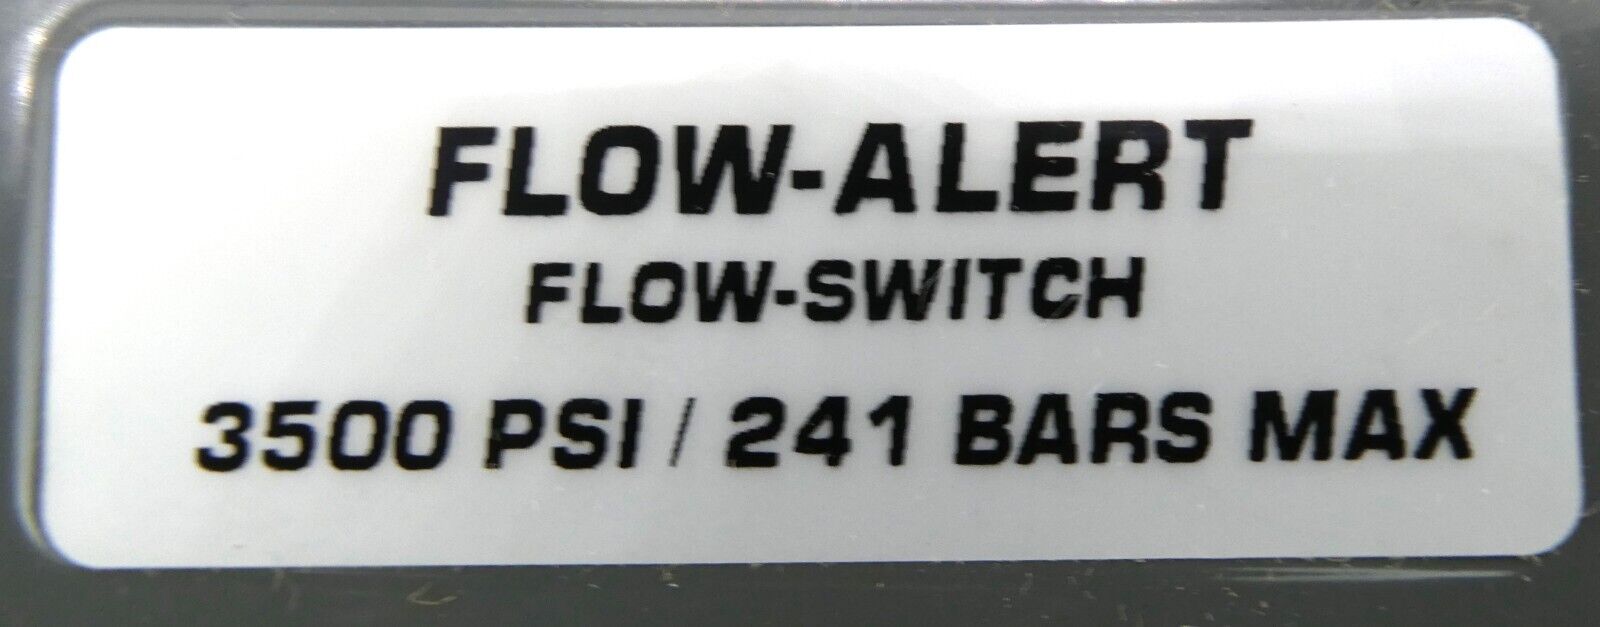 FLOW-ALERT
FLOW-SWITCH
3500 PSI / 241 BARS MAX